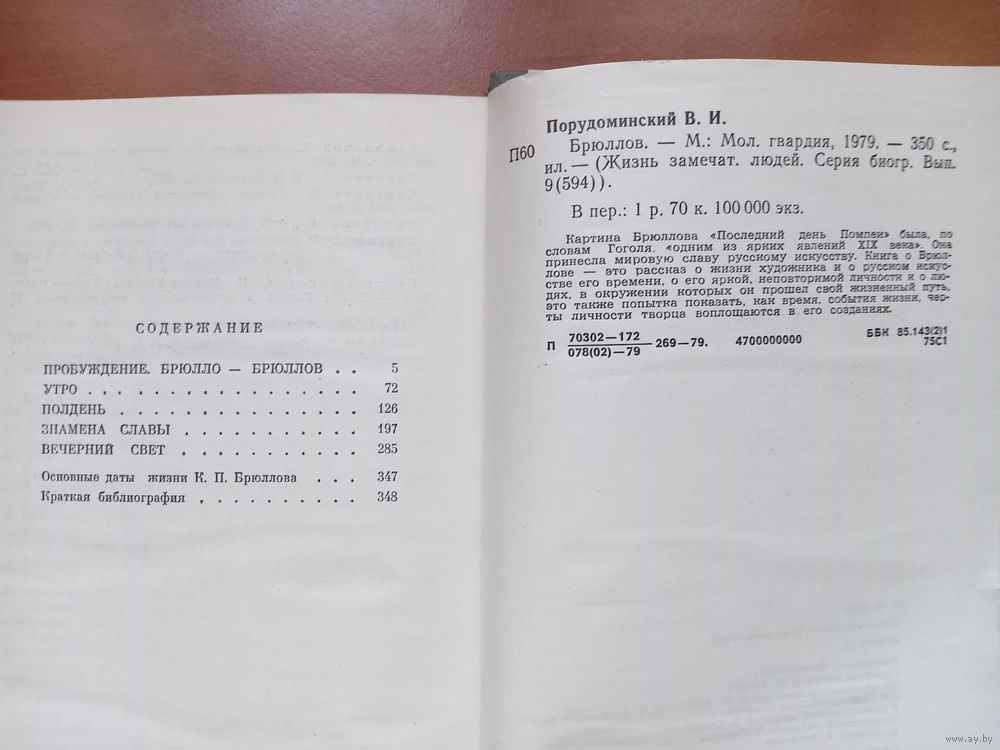 СОДЕРЖАНИЕ
ПРОБУЖДЕНИЕ. БРЮЛЛО — БРЮЛЛОВ . . 5
УТРО . . . . . . . . . . . . . . . . 72
ПОЛДЕНЬ . . . . . . . . . . . . . . 126
ЗНАМЕНА СЛАВЫ . . . . . . . . . . . 197
ВЕЧЕРНИЙ СВЕТ . . . . . . . . . . . 285
Основные даты жизни К. П. Брюллова . . . 347
Краткая библиография . . . . . . . . . . 348
Порудоминский В. И.
П60
Брюллов. — М.: Мол. гвардия, 1979. — 350 с.,
ил. — (Жизнь замечат. людей. Серия биогр. Вып.
9(594)).
В пер.: 1 р. 70 к. 100 000 экз.
Картина Брюллова «Последний день Помпеи» была, по
словам Гоголя, «одним из ярких явлений XIX века». Она
принесла мировую славу русскому искусству. Книга о Брюл-
лове — это рассказ о жизни художника и о русском искус-
стве его времени, о его яркой, неповторимой личности и о лю-
дях, в окружении которых он прошел свой жизненный путь,
это также попытка показать, как время, события жизни, чер-
ты личности творца воплощаются в его созданиях.
П 70302—172
078(02)—79 —269—79. 4700000000
ББК 85.143(2)1
75С1
www.ay.by